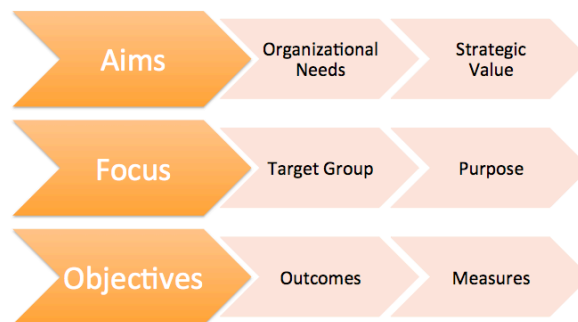 Aims
Organizational
Needs
Strategic
Value
Focus
Target Group
Purpose
Objectives
Outcomes
Measures